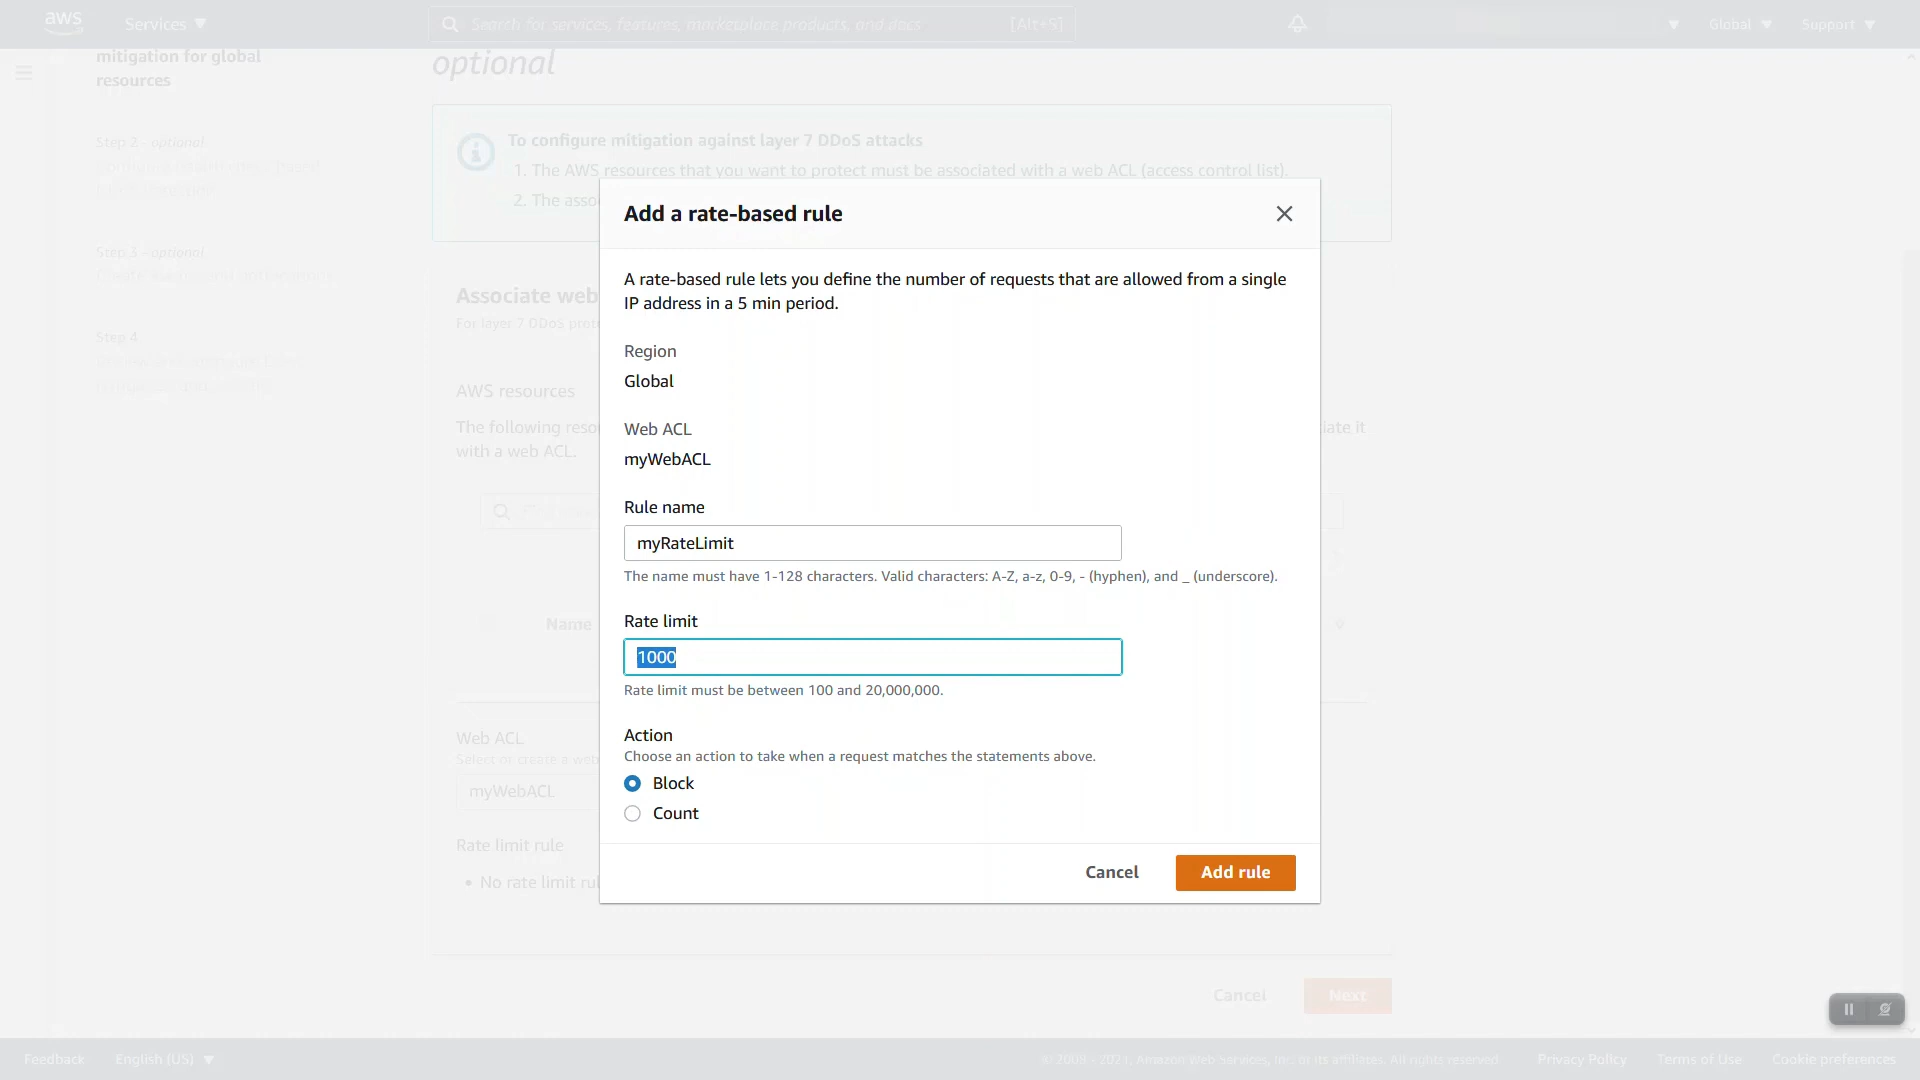 aws
Services
Search for services, features, marketplace products, and docs
[Alt+S]
Global
Support
mitigation for global
resources
optional
Step 2 - optional
To configure mitigation against layer 7 DDoS attacks
1. The AWS resources that you want to protect must be associated with a web ACL (access control list).
2. The asso
Step 3 - optional
Step 4
Associate web
For layer 7 DDoS prot
AWS resources
The following reso
iate it
with a web ACL.
Name
Web ACL
Select or create a web
myWebACL
Rate limit rule
• No rate limit rul
Add a rate-based rule
A rate-based rule lets you define the number of requests that are allowed from a single
IP address in a 5 min period.
Region
Global
Web ACL
myWebACL
Rule name
myRateLimit
The name must have 1-128 characters. Valid characters: A-Z, a-z, 0-9, - (hyphen), and _ (underscore).
Rate limit
1000
Rate limit must be between 100 and 20,000,000.
Action
Choose an action to take when a request matches the statements above.
Block
Count
Cancel
Add rule
Cancel
Next
Feedback
English (US)
Amazon Web Services, Inc. or its affiliates. All rights reserved.
Privacy Policy
Terms of Use
Cookie preferences